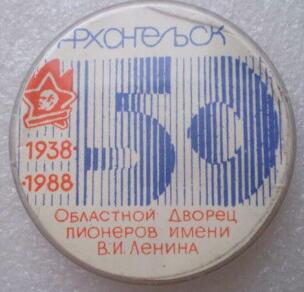 АРХАНГЕЛЬСК
50
1938-
-1988
Областной Дворец
пионеров имени
В.И. Ленина